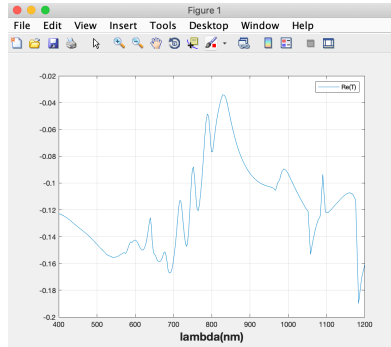 Figure 1
File Edit View Insert Tools Desktop Window Help
-0.02
Re(T)
-0.04
-0.06
-0.08
-0.1
-0.12
-0.14
-0.16
-0.18
-0.2
400 500 600 700 800 900 1000 1100 1200
lambda(nm)